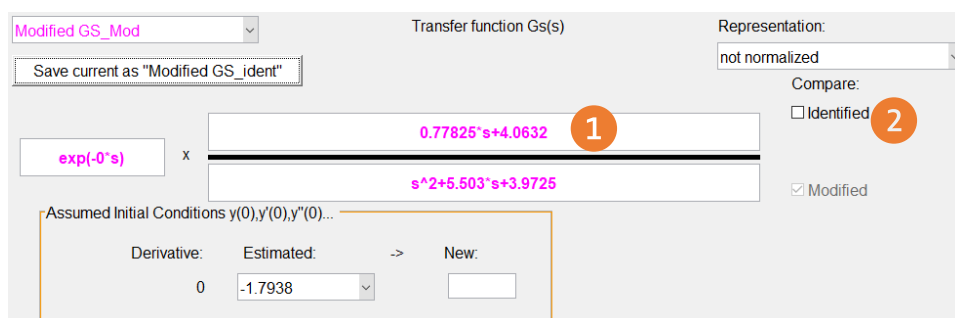 Modified GS_Mod
Transfer function Gs(s)
Representation:
Save current as "Modified GS_ident"
not normalized
Compare:
Identified
2
0.77825*s+4.0632
1
exp(-0*s)
x
s^2+5.503*s+3.9725
Modified
Assumed Initial Conditions y(0),y'(0),y"(0)...
Derivative: Estimated: -> New:
0 -1.7938